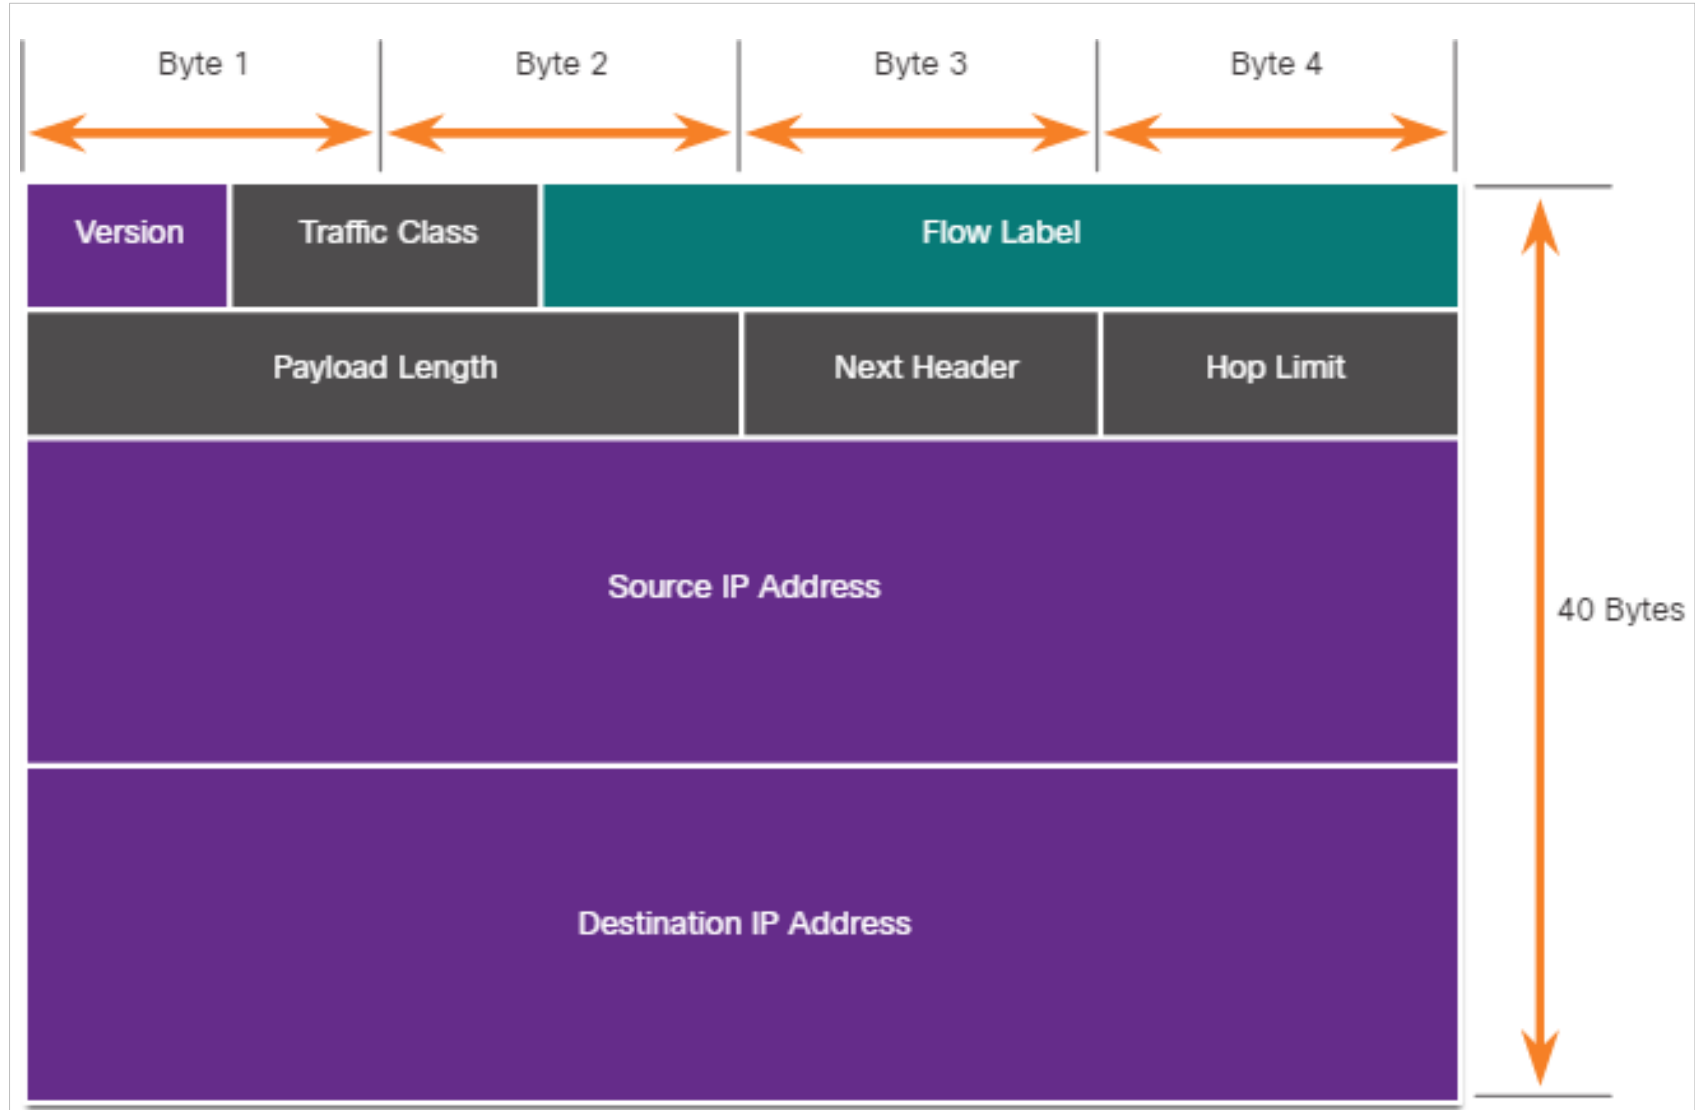 Byte 1
Byte 2
Byte 3
Byte 4
Version
Traffic Class
Flow Label
Payload Length
Next Header
Hop Limit
Source IP Address
40 Bytes
Destination IP Address